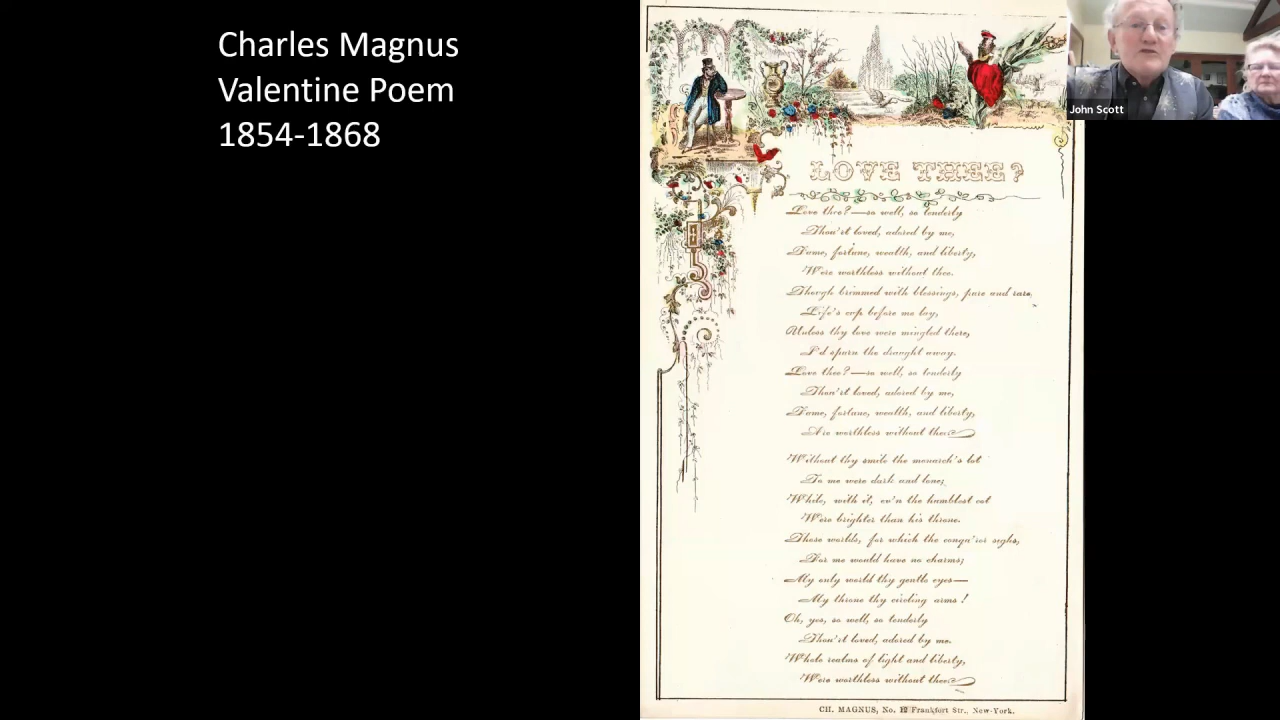 Charles Magnus
Valentine Poem
1854-1868
John Scott
LOVE THEE?
Love thee?—so well, so tenderly
Thou'rt loved, adored by me,
Fame, fortune, wealth, and liberty,
Were worthless without thee.
Though brimmed with blessings, pure and rare,
Life's cup before me lay,
Unless thy love were mingled there,
I'd spurn the draught away.
Love thee?—so well, so tenderly
Thou'rt loved, adored by me,
Fame, fortune, wealth, and liberty,
Are worthless without thee.
Without thy smile the monarch's lot
To me were dark and lone;
While, with it, ev'n the humblest cot
Were brighter than his throne.
Those worlds, for which the conqu'ror sighs,
For me would have no charms;
My only world thy gentle eyes—
My throne thy circling arms!
Oh, yes, so well, so tenderly
Thou'rt loved, adored by me.
Whole realms of light and liberty,
Were worthless without thee.
CH. MAGNUS, No. 12 Frankfort Str., New-York.